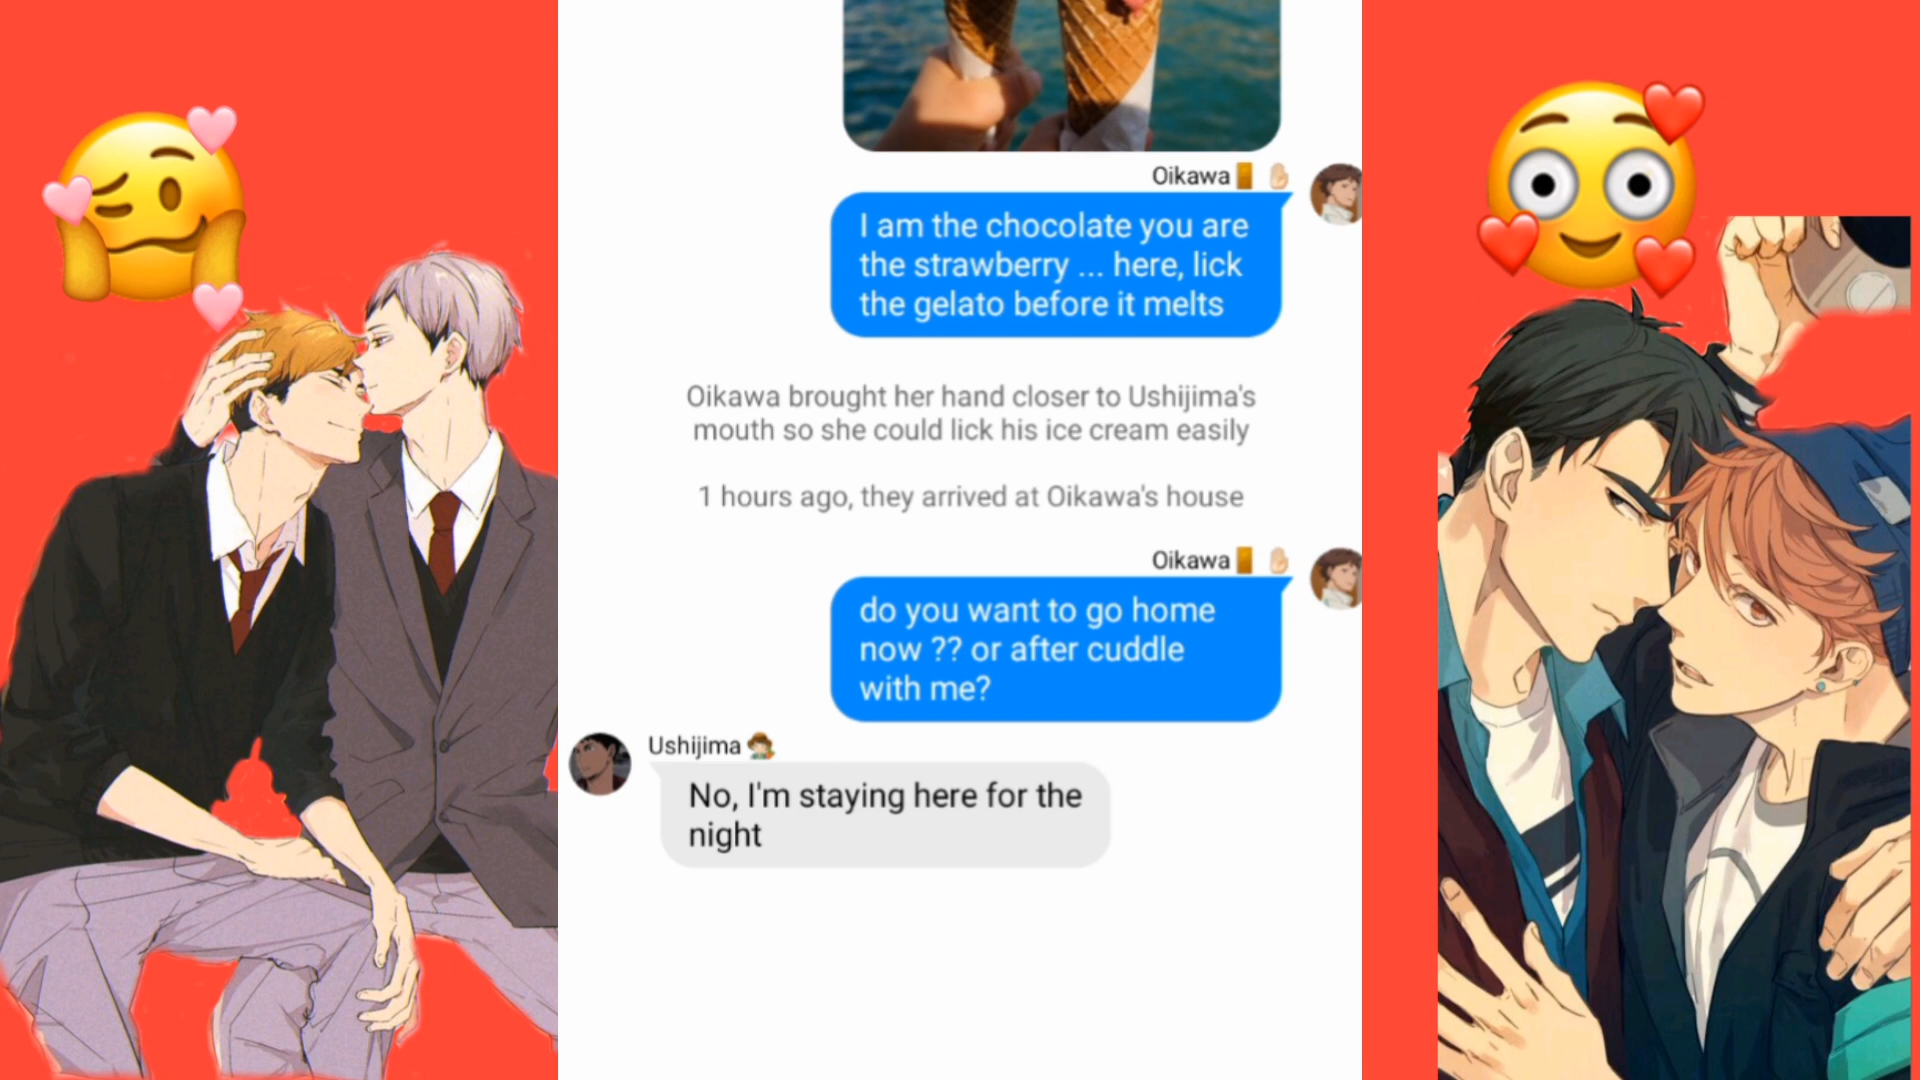 Oikawa🚪 ✋🏻
I am the chocolate you are
the strawberry ... here, lick
the gelato before it melts
Oikawa brought her hand closer to Ushijima's
mouth so she could lick his ice cream easily
1 hours ago, they arrived at Oikawa's house
Oikawa🚪 ✋🏻
do you want to go home
now ?? or after cuddle
with me?
Ushijima
No, I'm staying here for the
night